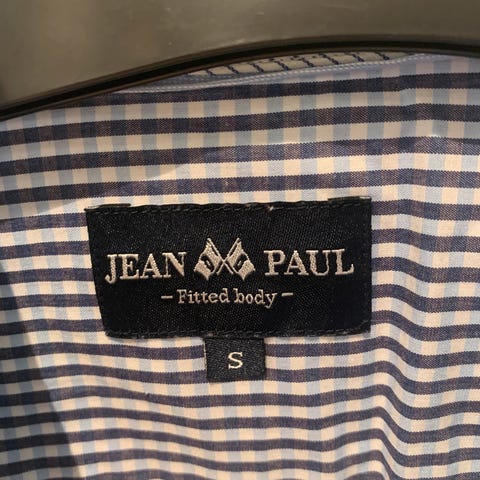 JEAN PAUL
- Fitted body -
S